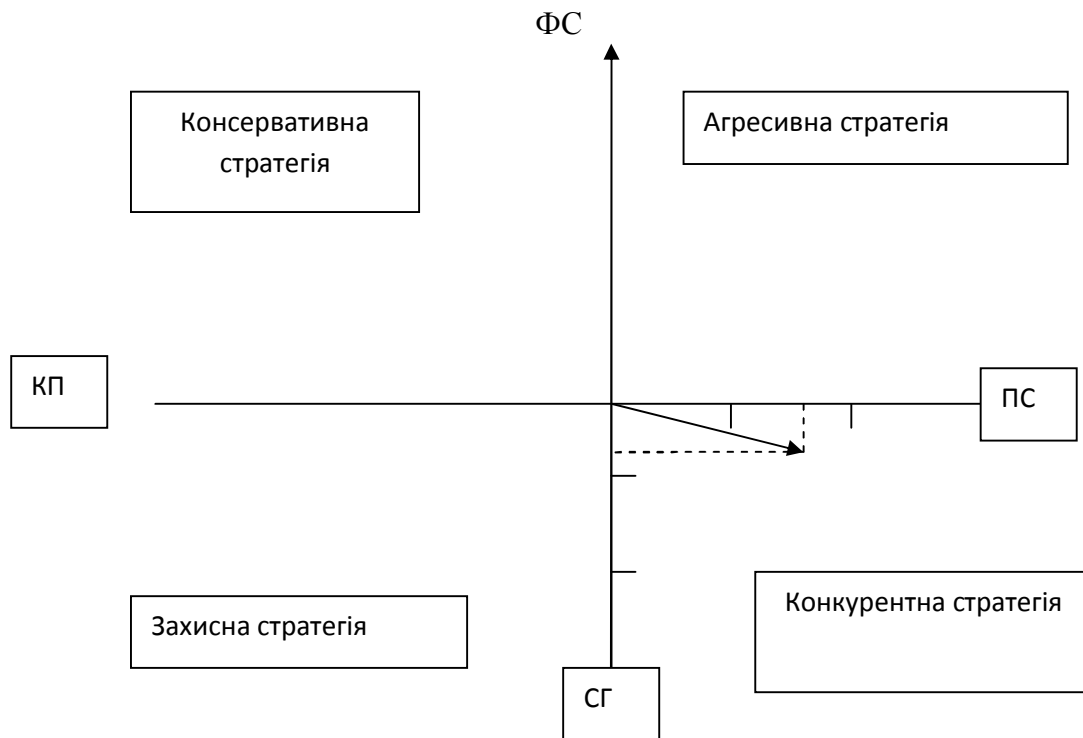 ФС
Консервативна
стратегія
Агресивна стратегія
КП
ПС
Захисна стратегія
Конкурентна стратегія
СГ